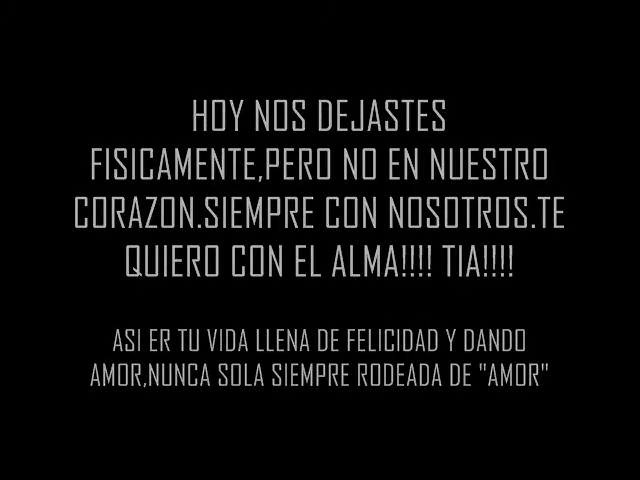 HOY NOS DEJASTES
FISICAMENTE,PERO NO EN NUESTRO
CORAZON.SIEMPRE CON NOSOTROS.TE
QUIERO CON EL ALMA!!!! TIA!!!!
ASI ER TU VIDA LLENA DE FELICIDAD Y DANDO
AMOR,NUNCA SOLA SIEMPRE RODEADA DE "AMOR"